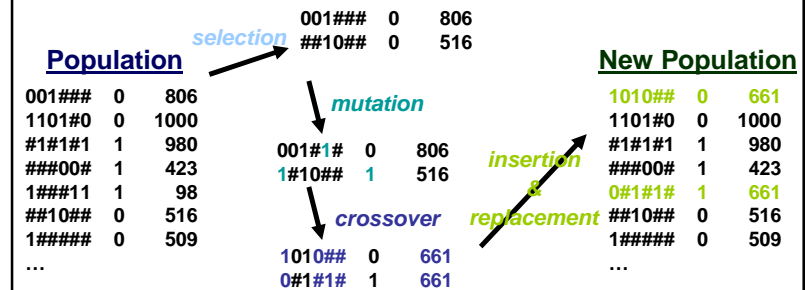 Population
001### 0 806
1101#0 0 1000
#1#1#1 1 980
###00# 1 423
1###11 1 98
##10## 0 516
1##### 0 509
…
selection
001### 0 806
##10## 0 516
mutation
001#1# 0 806
1#10## 1 516
crossover
1010## 0 661
0#1#1# 1 661
insertion
&
replacement
New Population
1010## 0 661
1101#0 0 1000
#1#1#1 1 980
###00# 1 423
0#1#1# 1 661
##10## 0 516
1##### 0 509
…